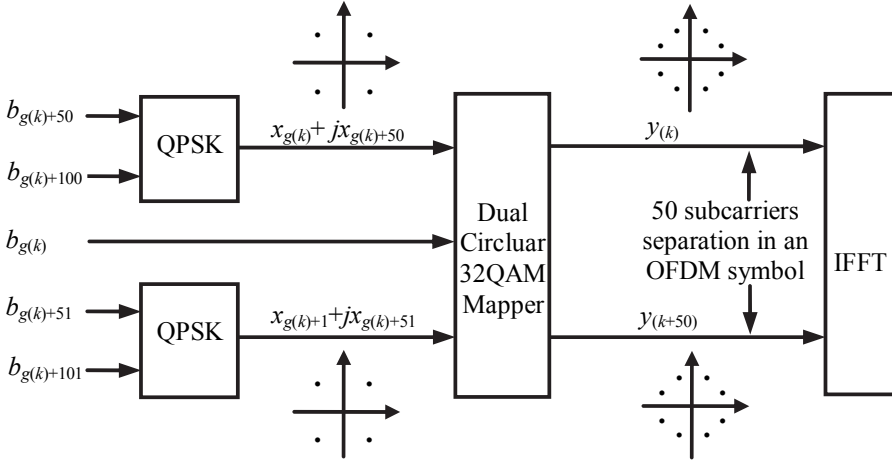 b_{g(k)+50}
b_{g(k)+100}
QPSK
x_{g(k)}+ jx_{g(k)+50}
b_{g(k)}
b_{g(k)+51}
b_{g(k)+101}
QPSK
x_{g(k)+1}+jx_{g(k)+51}
Dual
Circluar
32QAM
Mapper
y_{(k)}
50 subcarriers
separation in an
OFDM symbol
y_{(k+50)}
IFFT